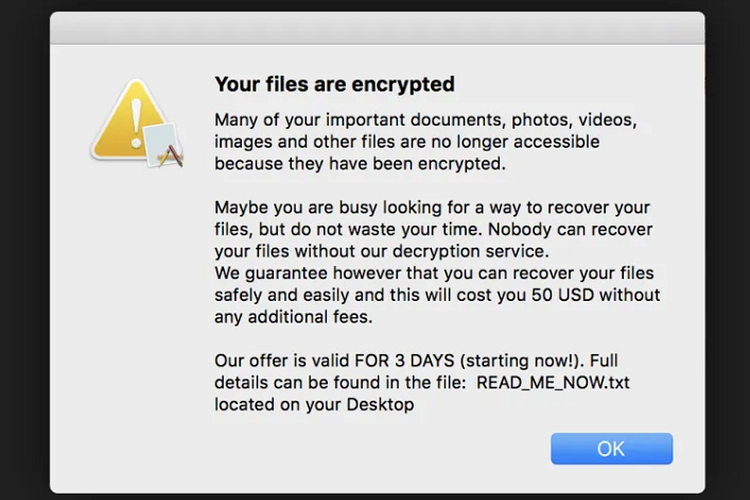 Your files are encrypted
Many of your important documents, photos, videos,
images and other files are no longer accessible
because they have been encrypted.
Maybe you are busy looking for a way to recover your
files, but do not waste your time. Nobody can recover
your files without our decryption service.
We guarantee however that you can recover your files
safely and easily and this will cost you 50 USD without
any additional fees.
Our offer is valid FOR 3 DAYS (starting now!). Full
details can be found in the file:  READ_ME_NOW.txt
located on your Desktop
OK